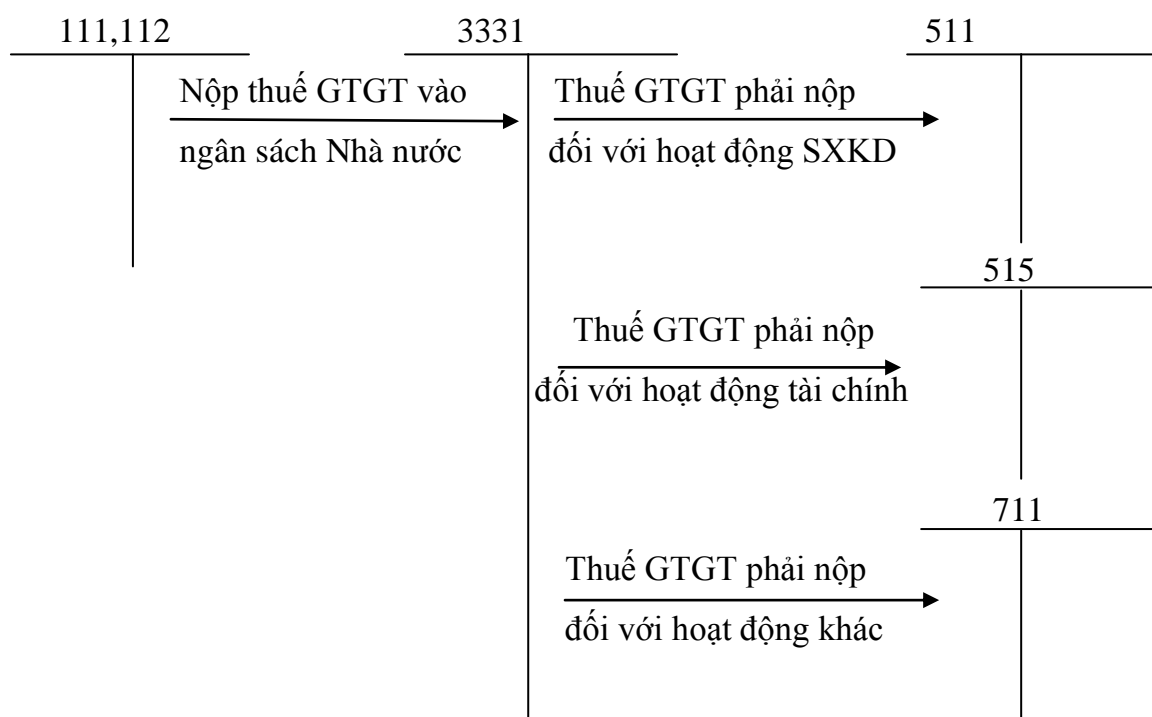 111,112
3331
511
Nộp thuế GTGT vào
ngân sách Nhà nước
Thuế GTGT phải nộp
đối với hoạt động SXKD
515
Thuế GTGT phải nộp
đối với hoạt động tài chính
711
Thuế GTGT phải nộp
đối với hoạt động khác